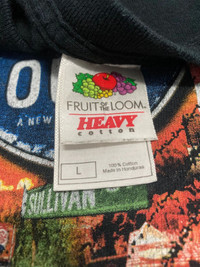 A NEW
FRUIT OF THE LOOM
HEAVY
cotton
L
100% Cotton
Made in Honduras
SULLIVAN